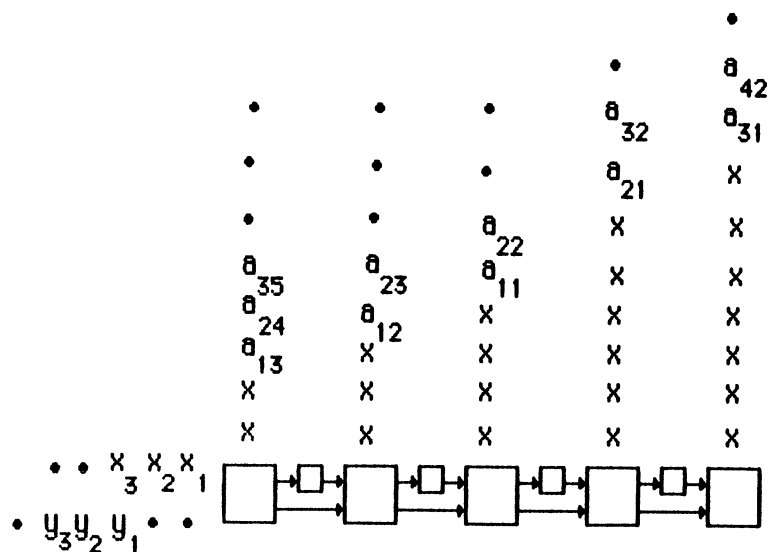 •
• a₄₂
• • • a₃₂ a₃₁
• • • a₂₁ x
• • a₂₂ x x
a₃₅ a₂₃ a₁₁ x x
a₂₄ a₁₂ x x x
a₁₃ x x x x
x x x x x
x x x x x
• • x₃ x₂ x₁
• y₃ y₂ y₁ • •